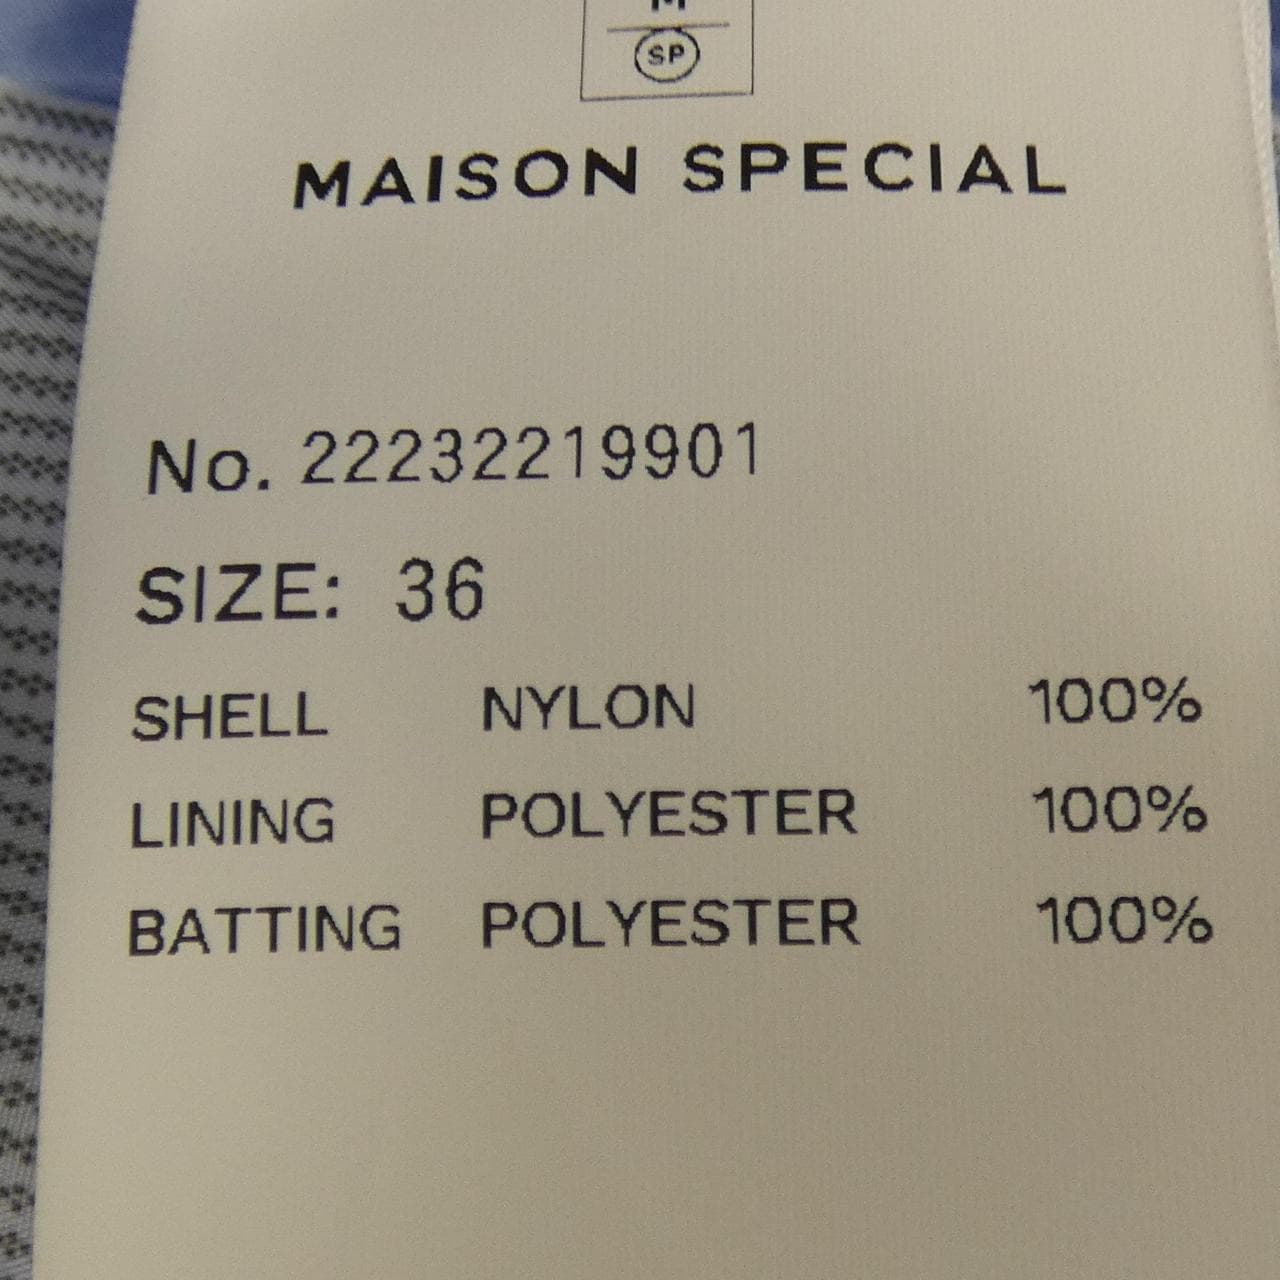 M
SP
MAISON SPECIAL
No. 22232219901
SIZE: 36
SHELL NYLON 100%
LINING POLYESTER 100%
BATTING POLYESTER 100%